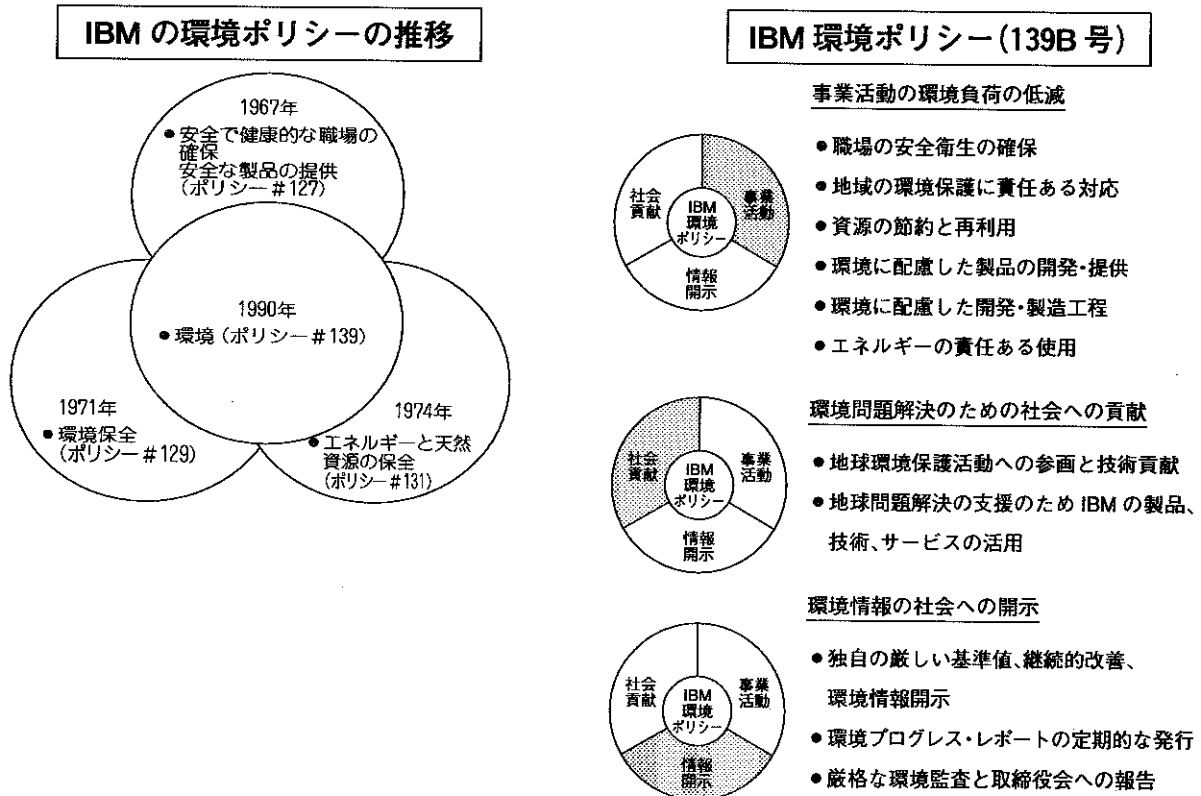 IBM の環境ポリシーの推移
1967年
● 安全で健康的な職場の
確保
安全な製品の提供
(ポリシー＃127)
1990年
● 環境 (ポリシー＃139)
1971年
● 環境保全
(ポリシー＃129)
1974年
● エネルギーと天然
資源の保全
(ポリシー#131)
IBM 環境ポリシー(139B 号)
事業活動の環境負荷の低減
社会
貢献
事業
活動
IBM
環境
ポリシー
情報
開示
● 職場の安全衛生の確保
● 地域の環境保護に責任ある対応
● 資源の節約と再利用
● 環境に配慮した製品の開発・提供
● 環境に配慮した開発・製造工程
● エネルギーの責任ある使用
環境問題解決のための社会への貢献
社会
貢献
事業
活動
IBM
環境
ポリシー
情報
開示
● 地球環境保護活動への参画と技術貢献
● 地球問題解決の支援のため IBM の製品、
技術、サービスの活用
環境情報の社会への開示
社会
貢献
事業
活動
IBM
環境
ポリシー
情報
開示
● 独自の厳しい基準値、継続的改善、
環境情報開示
● 環境プログレス・レポートの定期的な発行
● 厳格な環境監査と取締役会への報告